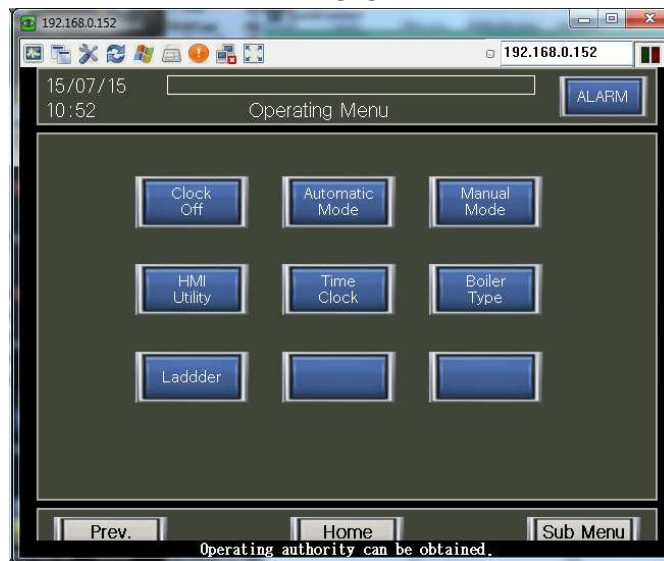 192.168.0.152
192.168.0.152
15/07/15
10:52
Operating Menu
ALARM
Clock
Off
Automatic
Mode
Manual
Mode
HMI
Utility
Time
Clock
Boiler
Type
Laddder
Prev.
Home
Sub Menu
Operating authority can be obtained.